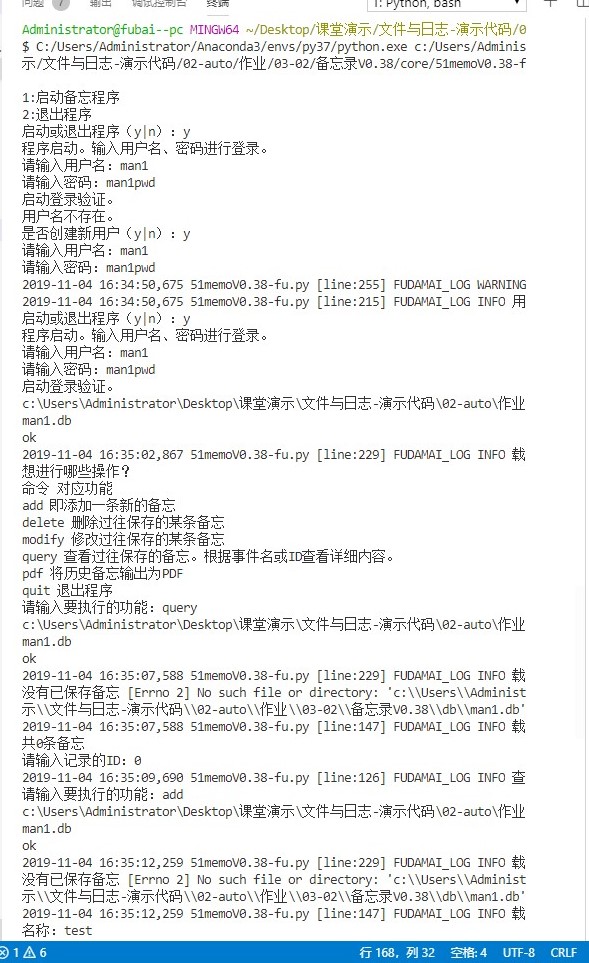 问题 7 输出 调试控制台 终端 1: Python, bash
Administrator@fubai--pc MINGW64 ~/Desktop/课堂演示/文件与日志-演示代码/0
$ C:/Users/Administrator/Anaconda3/envs/py37/python.exe c:/Users/Adminis
示/文件与日志-演示代码/02-auto/作业/03-02/备忘录V0.38/core/51memoV0.38-f
1:启动备忘程序
2:退出程序
启动或退出程序（y|n）: y
程序启动。输入用户名、密码进行登录。
请输入用户名: man1
请输入密码: man1pwd
启动登录验证。
用户名不存在。
是否创建新用户（y|n）: y
请输入用户名: man1
请输入密码: man1pwd
2019-11-04 16:34:50,675 51memoV0.38-fu.py [line:255] FUDAMAI_LOG WARNING
2019-11-04 16:34:50,675 51memoV0.38-fu.py [line:215] FUDAMAI_LOG INFO 用
启动或退出程序（y|n）: y
程序启动。输入用户名、密码进行登录。
请输入用户名: man1
请输入密码: man1pwd
启动登录验证。
c:\Users\Administrator\Desktop\课堂演示\文件与日志-演示代码\02-auto\作业
man1.db
ok
2019-11-04 16:35:02,867 51memoV0.38-fu.py [line:229] FUDAMAI_LOG INFO 载
想进行哪些操作？
命令 对应功能
add 即添加一条新的备忘
delete 删除过往保存的某条备忘
modify 修改过往保存的某条备忘
query 查看过往保存的备忘。根据事件名或ID查看详细内容。
pdf 将历史备忘输出为PDF
quit 退出程序
请输入要执行的功能: query
c:\Users\Administrator\Desktop\课堂演示\文件与日志-演示代码\02-auto\作业
man1.db
ok
2019-11-04 16:35:07,588 51memoV0.38-fu.py [line:229] FUDAMAI_LOG INFO 载
没有已保存备忘 [Errno 2] No such file or directory: 'c:\\Users\\Administ
示\\文件与日志-演示代码\\02-auto\\作业\\03-02\\备忘录V0.38\\db\\man1.db'
2019-11-04 16:35:07,588 51memoV0.38-fu.py [line:147] FUDAMAI_LOG INFO 载
共0条备忘
请输入记录的ID: 0
2019-11-04 16:35:09,690 51memoV0.38-fu.py [line:126] FUDAMAI_LOG INFO 查
请输入要执行的功能: add
c:\Users\Administrator\Desktop\课堂演示\文件与日志-演示代码\02-auto\作业
man1.db
ok
2019-11-04 16:35:12,259 51memoV0.38-fu.py [line:229] FUDAMAI_LOG INFO 载
没有已保存备忘 [Errno 2] No such file or directory: 'c:\\Users\\Administ
示\\文件与日志-演示代码\\02-auto\\作业\\03-02\\备忘录V0.38\\db\\man1.db'
2019-11-04 16:35:12,259 51memoV0.38-fu.py [line:147] FUDAMAI_LOG INFO 载
名称: test
1 6 行 168，列 32 空格: 4 UTF-8 CRLF